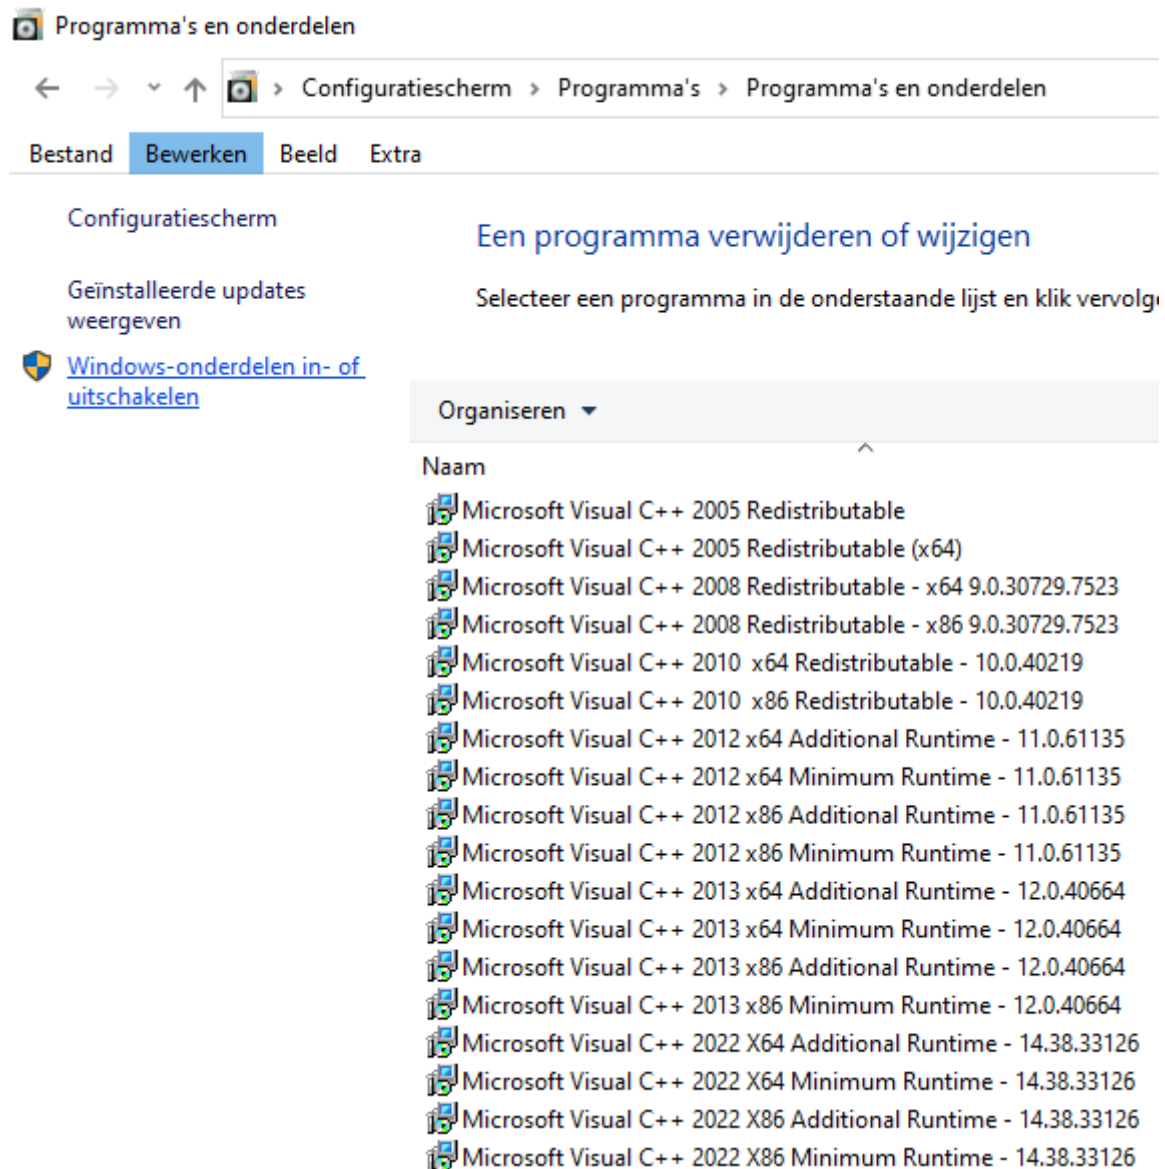 Programma's en onderdelen
Configuratiescherm > Programma's > Programma's en onderdelen
Bestand Bewerken Beeld Extra
Configuratiescherm
Geïnstalleerde updates
weergeven
Windows-onderdelen in- of
uitschakelen
Een programma verwijderen of wijzigen
Selecteer een programma in de onderstaande lijst en klik
Organiseren
Naam
Microsoft Visual C++ 2005 Redistributable
Microsoft Visual C++ 2005 Redistributable (x64)
Microsoft Visual C++ 2008 Redistributable - x64 9.0.30729.7523
Microsoft Visual C++ 2008 Redistributable - x86 9.0.30729.7523
Microsoft Visual C++ 2010  x64 Redistributable - 10.0.40219
Microsoft Visual C++ 2010  x86 Redistributable - 10.0.40219
Microsoft Visual C++ 2012 x64 Additional Runtime - 11.0.61135
Microsoft Visual C++ 2012 x64 Minimum Runtime - 11.0.61135
Microsoft Visual C++ 2012 x86 Additional Runtime - 11.0.61135
Microsoft Visual C++ 2012 x86 Minimum Runtime - 11.0.61135
Microsoft Visual C++ 2013 x64 Additional Runtime - 12.0.40664
Microsoft Visual C++ 2013 x64 Minimum Runtime - 12.0.40664
Microsoft Visual C++ 2013 x86 Additional Runtime - 12.0.40664
Microsoft Visual C++ 2013 x86 Minimum Runtime - 12.0.40664
Microsoft Visual C++ 2022 X64 Additional Runtime - 14.38.33126
Microsoft Visual C++ 2022 X64 Minimum Runtime - 14.38.33126
Microsoft Visual C++ 2022 X86 Additional Runtime - 14.38.33126
Microsoft Visual C++ 2022 X86 Minimum Runtime - 14.38.33126